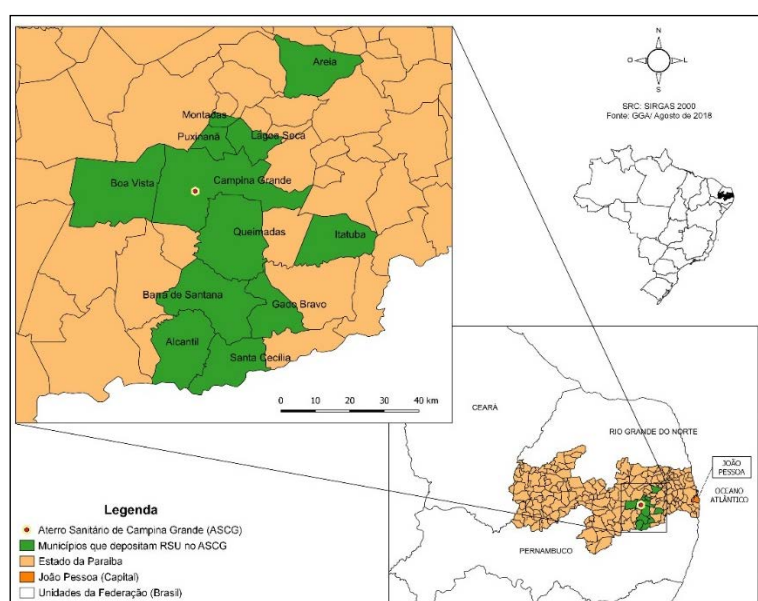 Areia
Montadas
Puxinanã
Lagoa Seca
Boa Vista
Campina Grande
Queimadas
Itatuba
Barra de Santana
Gado Bravo
Alcantil
Santa Cecília
0 10 20 30 40 km
N
O L
S
SRC: SIRGAS 2000
Fonte: GGA/ Agosto de 2018
CEARÁ
RIO GRANDE DO NORTE
JOÃO
PESSOA
OCEANO
ATLÂNTICO
PERNAMBUCO
Legenda
Aterro Sanitário de Campina Grande (ASCG)
Municípios que depositam RSU no ASCG
Estado da Paraíba
João Pessoa (Capital)
Unidades da Federação (Brasil)